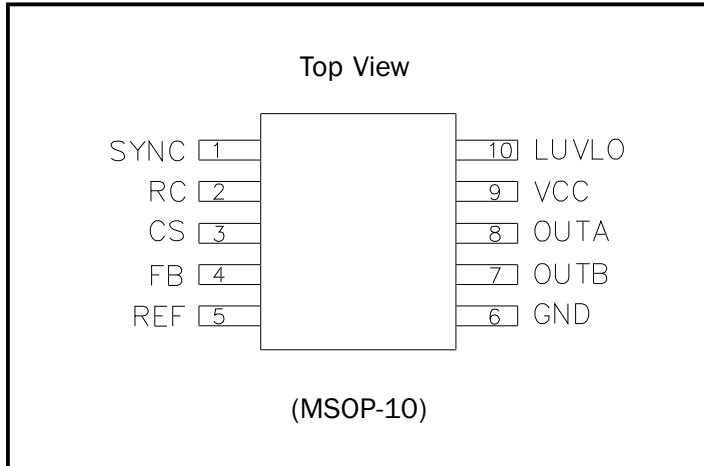 Top View
SYNC 1 10 LUVLO
RC 2 9 VCC
CS 3 8 OUTA
FB 4 7 OUTB
REF 5 6 GND
(MSOP-10)